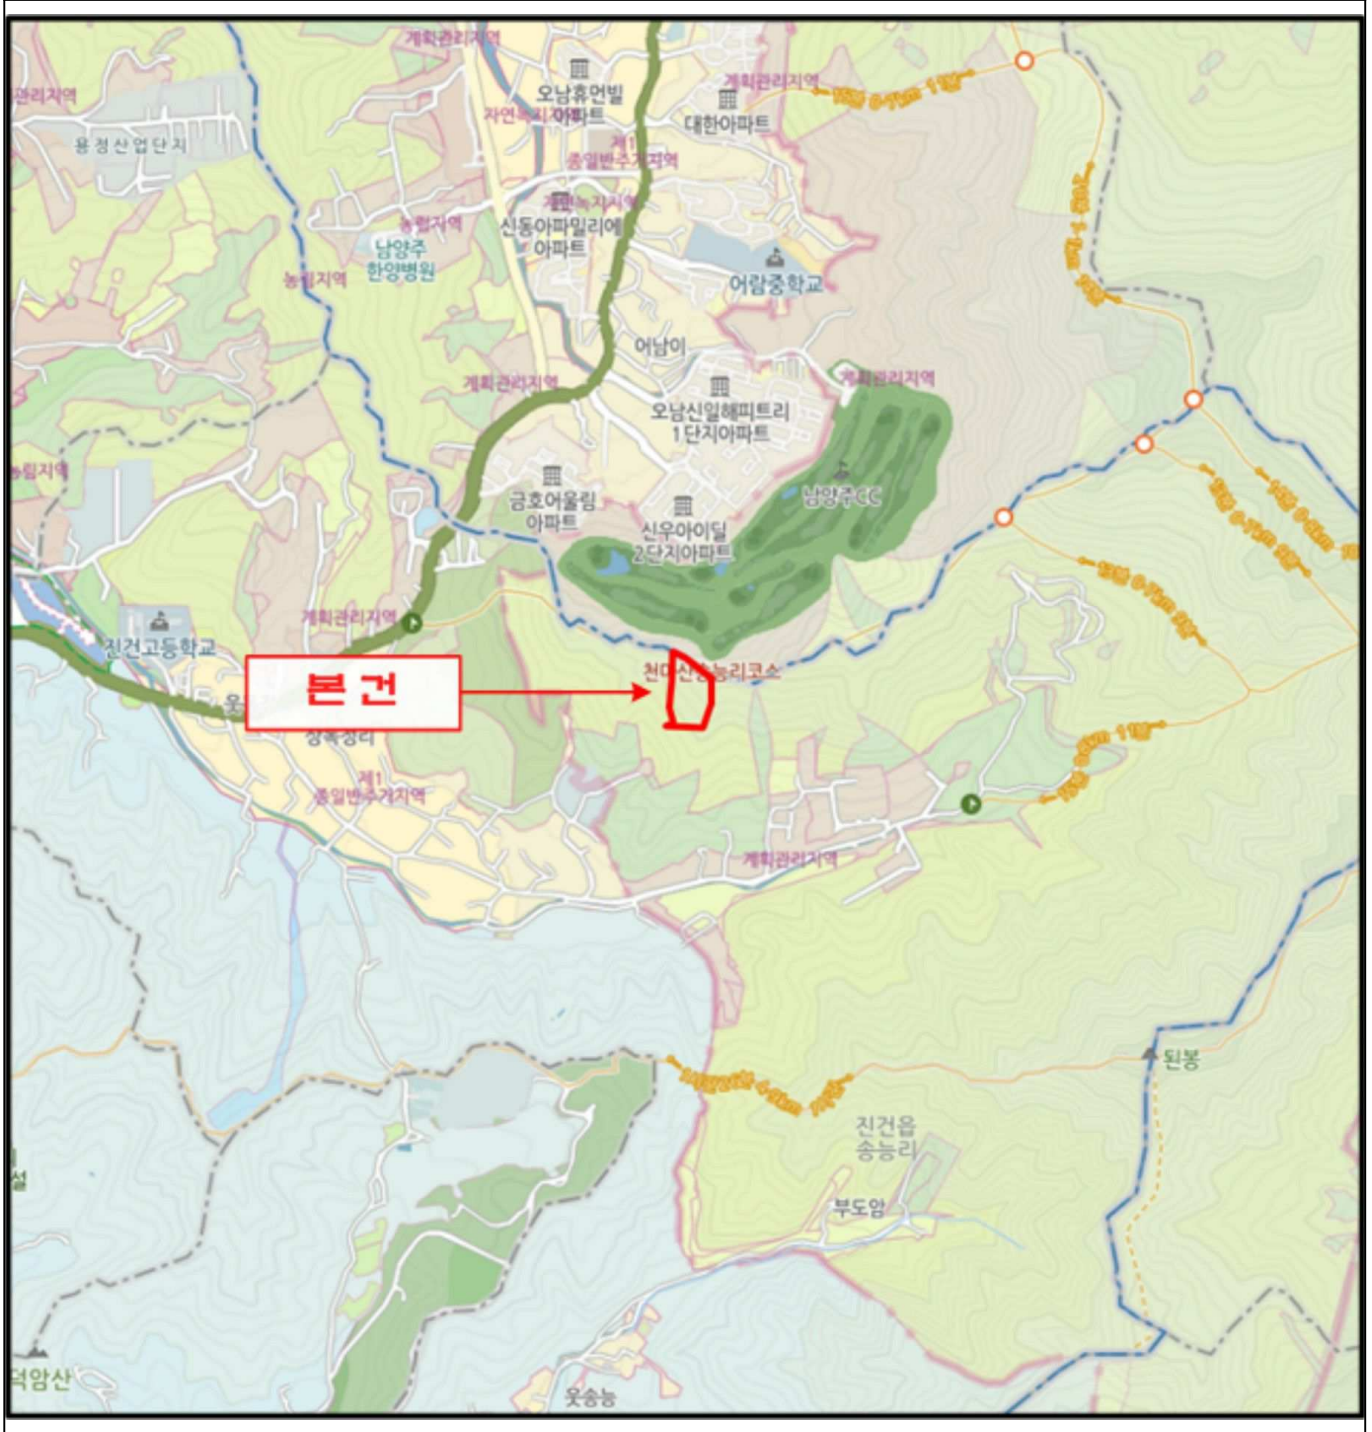 계획관리지역
오남휴먼빌
아파트
계획관리지역
대한아파트
관리지역
자연녹지지역
용정산업단지
제1
종일반주거지역
자연녹지지역
농림지역
신동아파밀리에
아파트
남양주
한양병원
농림지역
어람중학교
어남이
계획관리지역
계획관리지역
오남신일해피트리
1단지아파트
농림지역
남양주CC
금호어울림
아파트
신우아이딜
2단지아파트
계획관리지역
진건고등학교
천마산송능리코스
본 건
제1
종일반주거지역
계획관리지역
된봉
진건읍
송능리
설
부도암
덕암산
웃송능